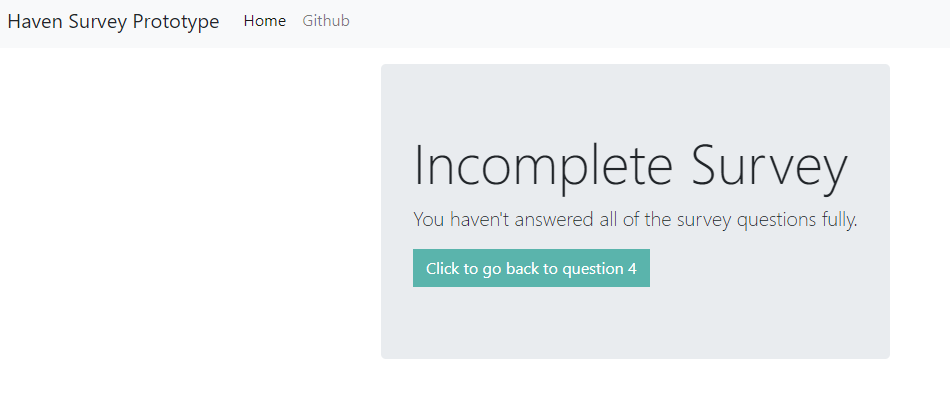 Haven Survey Prototype Home Github
Incomplete Survey
You haven't answered all of the survey questions fully.
Click to go back to question 4